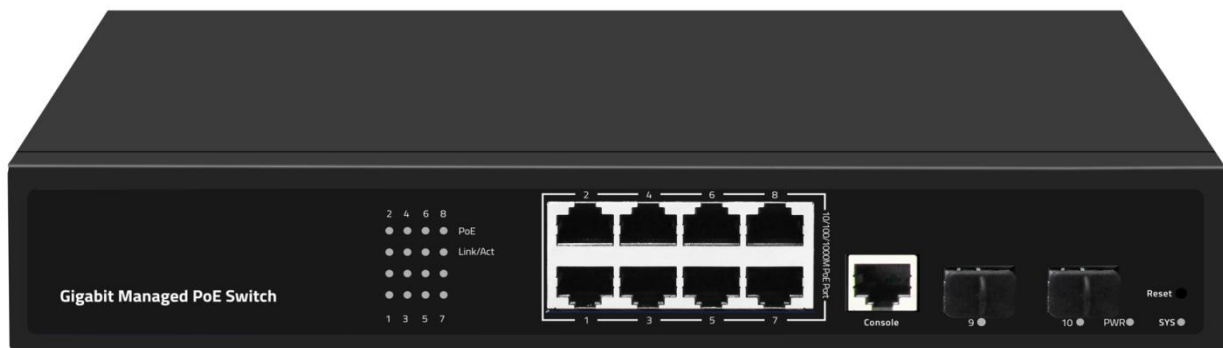 2 4 6 8
PoE
Link/Act
1 3 5 7
Gigabit Managed PoE Switch
2 4 6 8
10/100/1000M PoE Port
1 3 5 7
Console
9
10
PWR
Reset
SYS